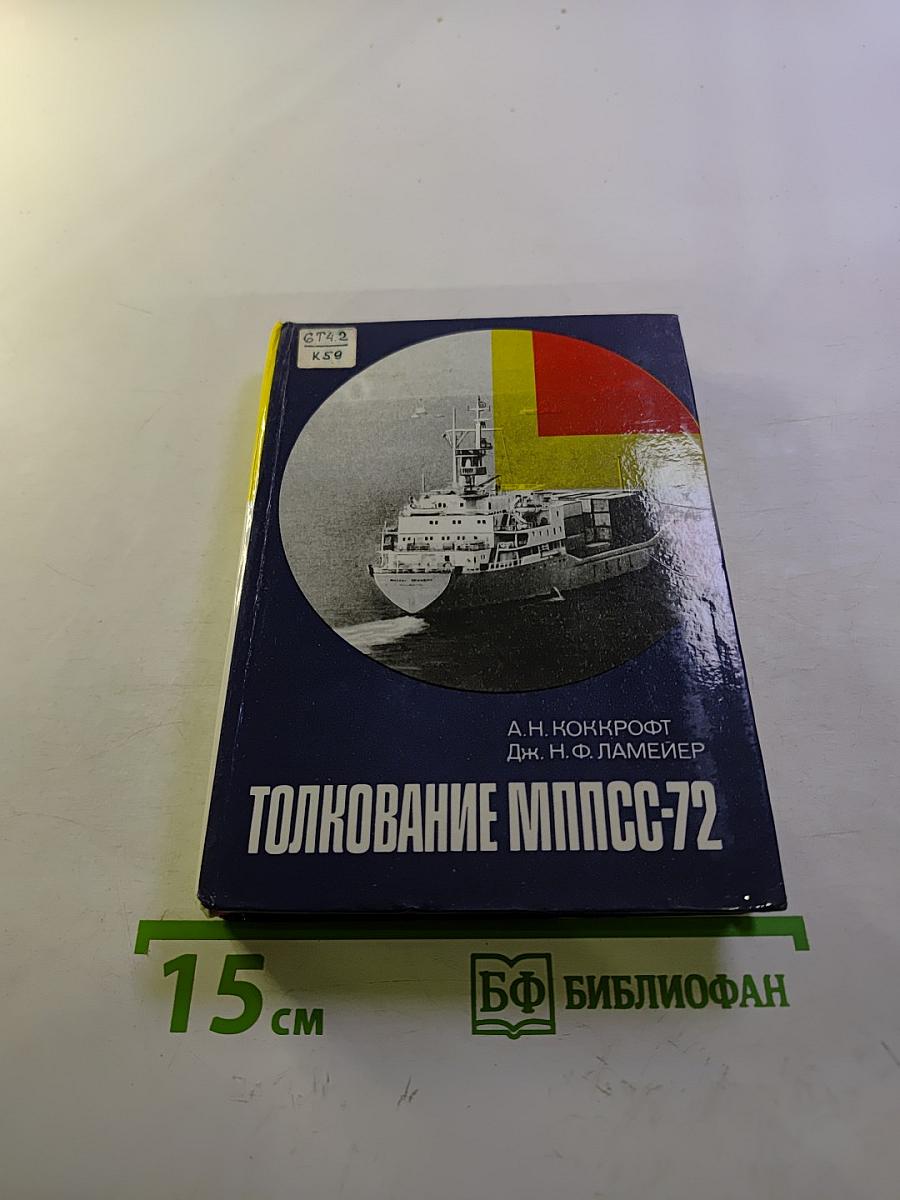 6Т4.2
К59
А.Н. КОККРОФТ
Дж. Н.Ф. ЛАМЕЙЕР
ТОЛКОВАНИЕ МППСС-72
15 см
БФ БИБЛИОФАН